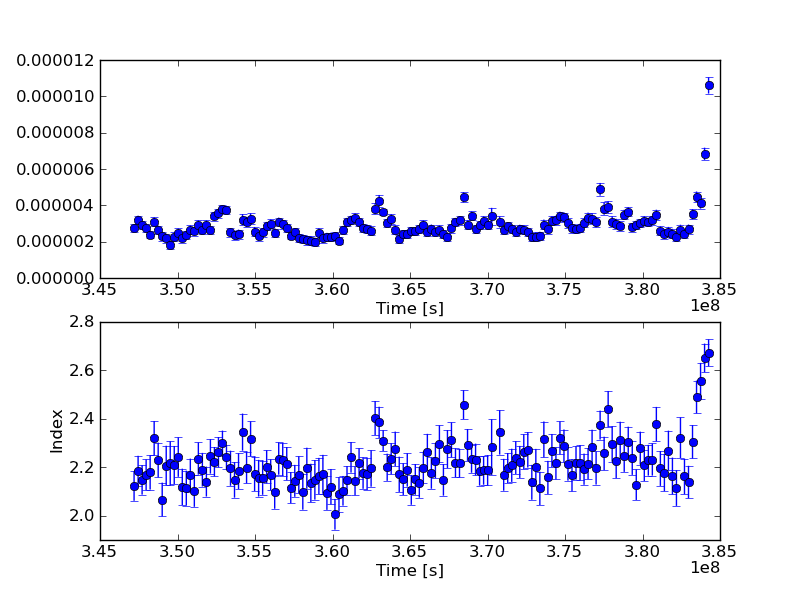 0.000012
0.000010
0.000008
0.000006
0.000004
0.000002
0.000000
3.45 3.50 3.55 3.60 3.65 3.70 3.75 3.80 3.85
Time [s] 1e8
2.8
2.6
2.4
Index
2.2
2.0
3.45 3.50 3.55 3.60 3.65 3.70 3.75 3.80 3.85
Time [s] 1e8